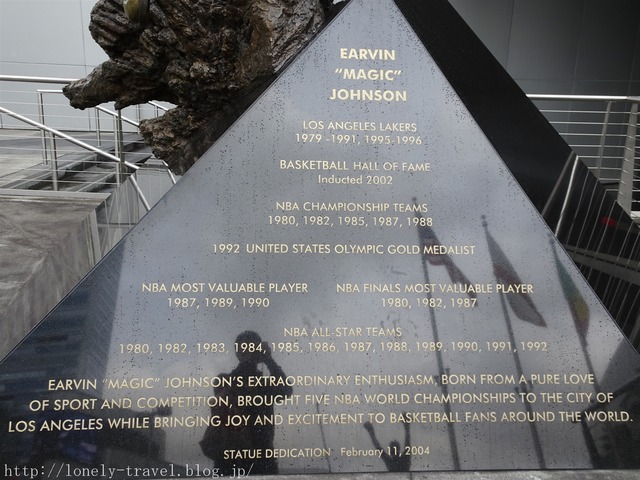 EARVIN
"MAGIC"
JOHNSON
LOS ANGELES LAKERS
1979 -1991, 1995-1996
BASKETBALL HALL OF FAME
Inducted 2002
NBA CHAMPIONSHIP TEAMS
1980, 1982, 1985, 1987, 1988
1992 UNITED STATES OLYMPIC GOLD MEDALIST
NBA MOST VALUABLE PLAYER
1987, 1989, 1990
NBA FINALS MOST VALUABLE PLAYER
1980, 1982, 1987
NBA ALL-STAR TEAMS
1980, 1982, 1983, 1984, 1985, 1986, 1987, 1988, 1989, 1990, 1991, 1992
EARVIN "MAGIC" JOHNSON'S EXTRAORDINARY ENTHUSIASM, BORN FROM A PURE LOVE
OF SPORT AND COMPETITION, BROUGHT FIVE NBA WORLD CHAMPIONSHIPS TO THE CITY OF
LOS ANGELES WHILE BRINGING JOY AND EXCITEMENT TO BASKETBALL FANS AROUND THE WORLD.
STATUE DEDICATION February 11, 2004
http://lonely-travel.blog.jp/